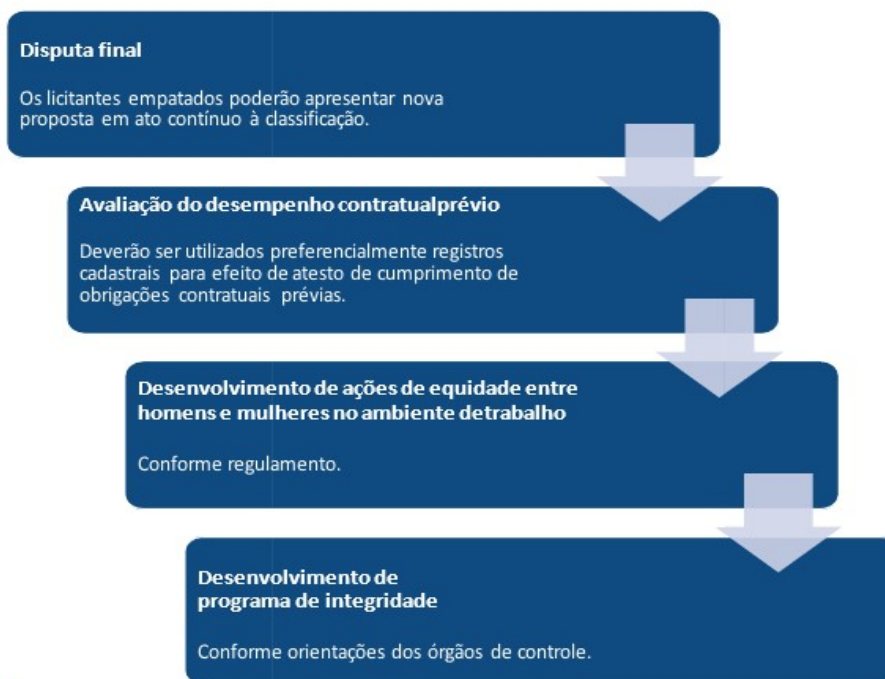 Disputa final
Os licitantes empatados poderão apresentar nova
proposta em ato contínuo à classificação.
Avaliação do desempenho contratualprévio
Deverão ser utilizados preferencialmente registros
cadastrais para efeito de atesto de cumprimento de
obrigações contratuais prévias.
Desenvolvimento de ações de equidade entre
homens e mulheres no ambiente detrabalho
Conforme regulamento.
Desenvolvimento de
programa de integridade
Conforme orientações dos órgãos de controle.